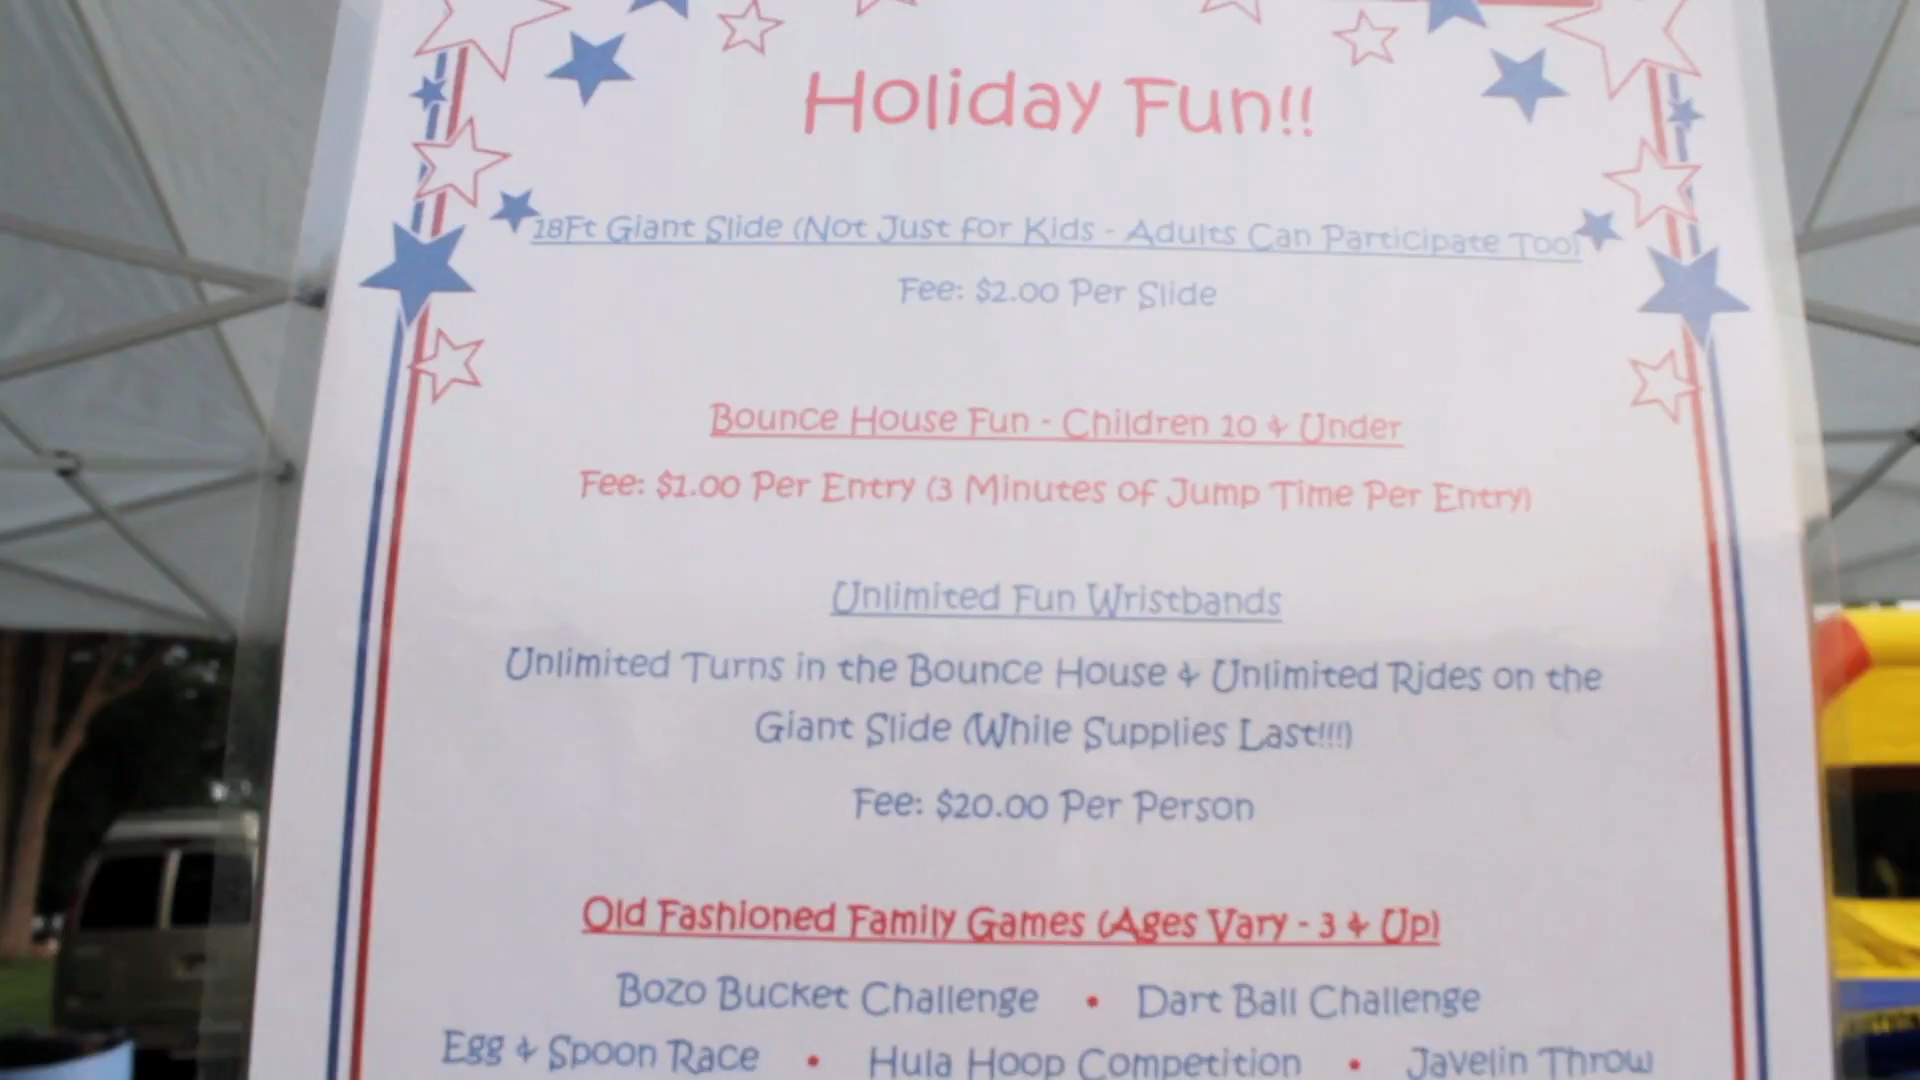 Holiday Fun!!
18Ft Giant Slide (Not Just for Kids - Adults Can Participate Too)
Fee: $2.00 Per Slide
Bounce House Fun - Children 10 & Under
Fee: $1.00 Per Entry (3 Minutes of Jump Time Per Entry)
Unlimited Fun Wristbands
Unlimited Turns in the Bounce House & Unlimited Rides on the
Giant Slide (While Supplies Last!!!)
Fee: $20.00 Per Person
Old Fashioned Family Games (Ages Vary - 3 & Up)
Bozo Bucket Challenge • Dart Ball Challenge
Egg & Spoon Race • Hula Hoop Competition • Javelin Throw